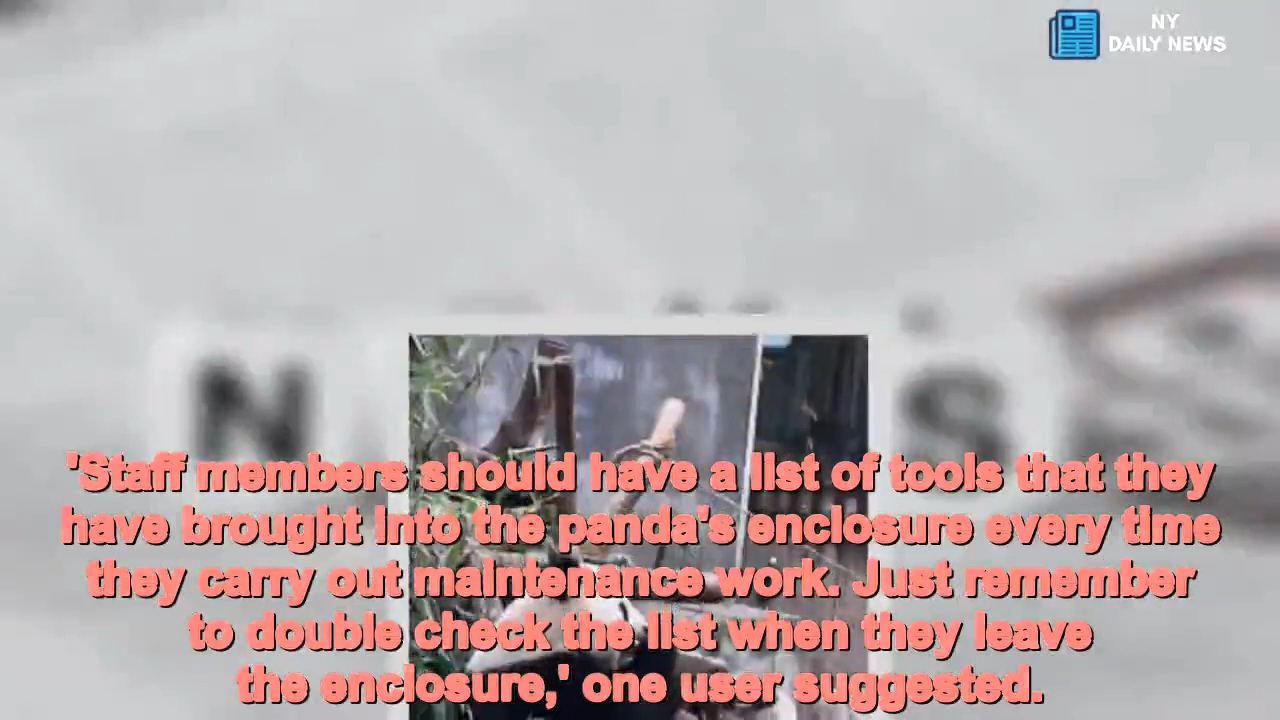 NY
DAILY NEWS
'Staff members should have a list of tools that they
have brought into the panda's enclosure every time
they carry out maintenance work. Just remember
to double check the list when they leave
the enclosure,' one user suggested.